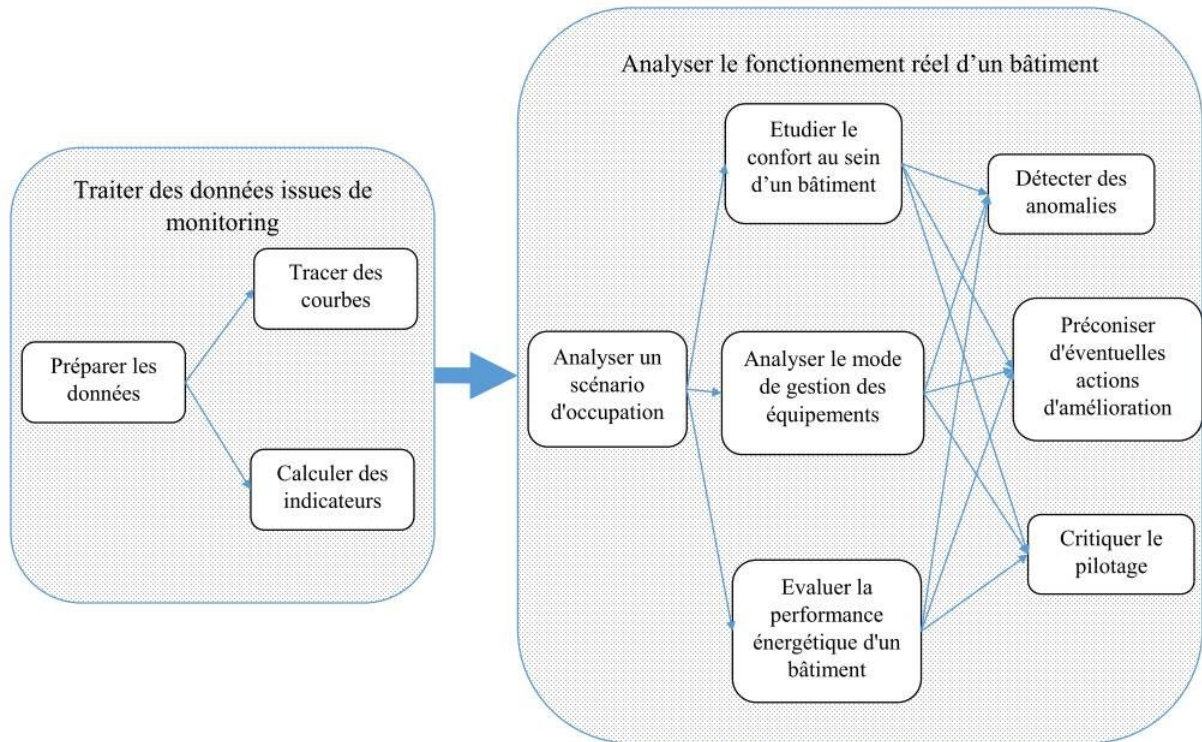 Traiter des données issues de
monitoring
Préparer les
données
Tracer des
courbes
Calculer des
indicateurs
Analyser le fonctionnement réel d’un bâtiment
Analyser un
scénario
d'occupation
Etudier le
confort au sein
d’un bâtiment
Analyser le mode
de gestion des
équipements
Evaluer la
performance
énergétique d'un
bâtiment
Détecter des
anomalies
Préconiser
d'éventuelles
actions
d'amélioration
Critiquer le
pilotage